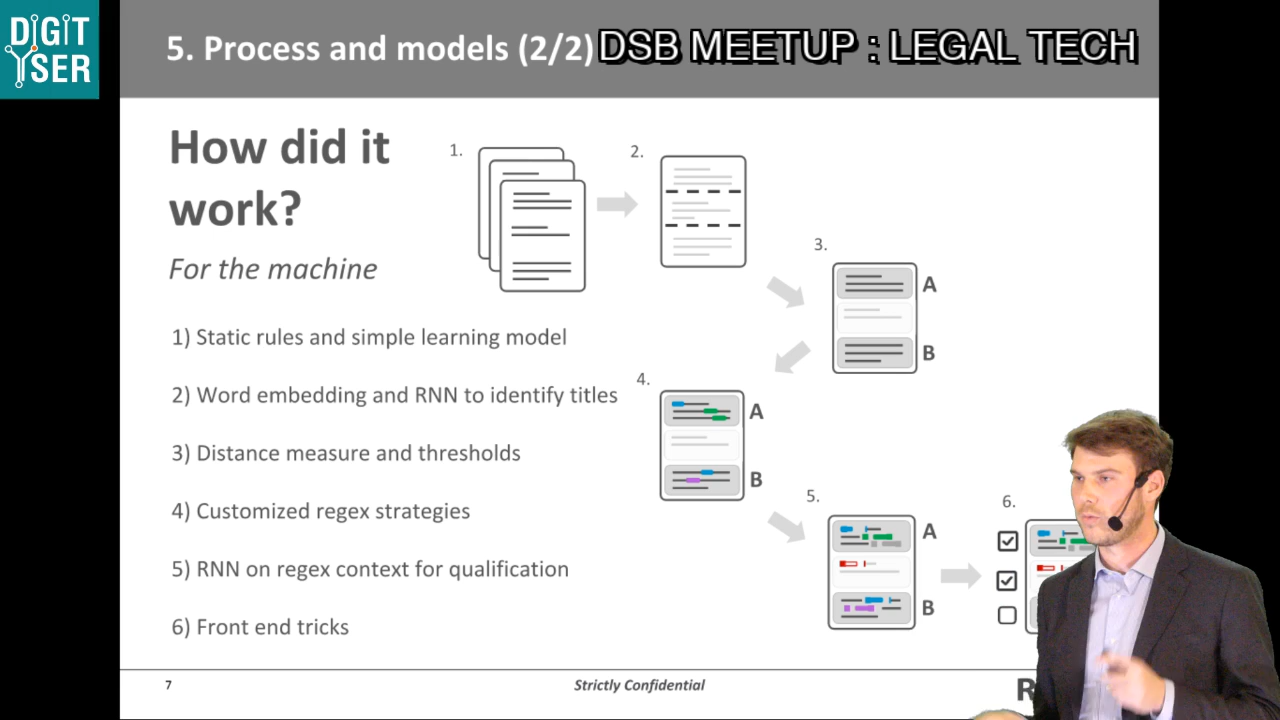 DIGIT
YSER
5. Process and models (2/2)
DSB MEETUP : LEGAL TECH
How did it
work?
For the machine
1) Static rules and simple learning model
2) Word embedding and RNN to identify titles
3) Distance measure and thresholds
4) Customized regex strategies
5) RNN on regex context for qualification
6) Front end tricks
1.
2.
3.
A
B
4.
A
B
5.
A
B
6.
7
Strictly Confidential
R